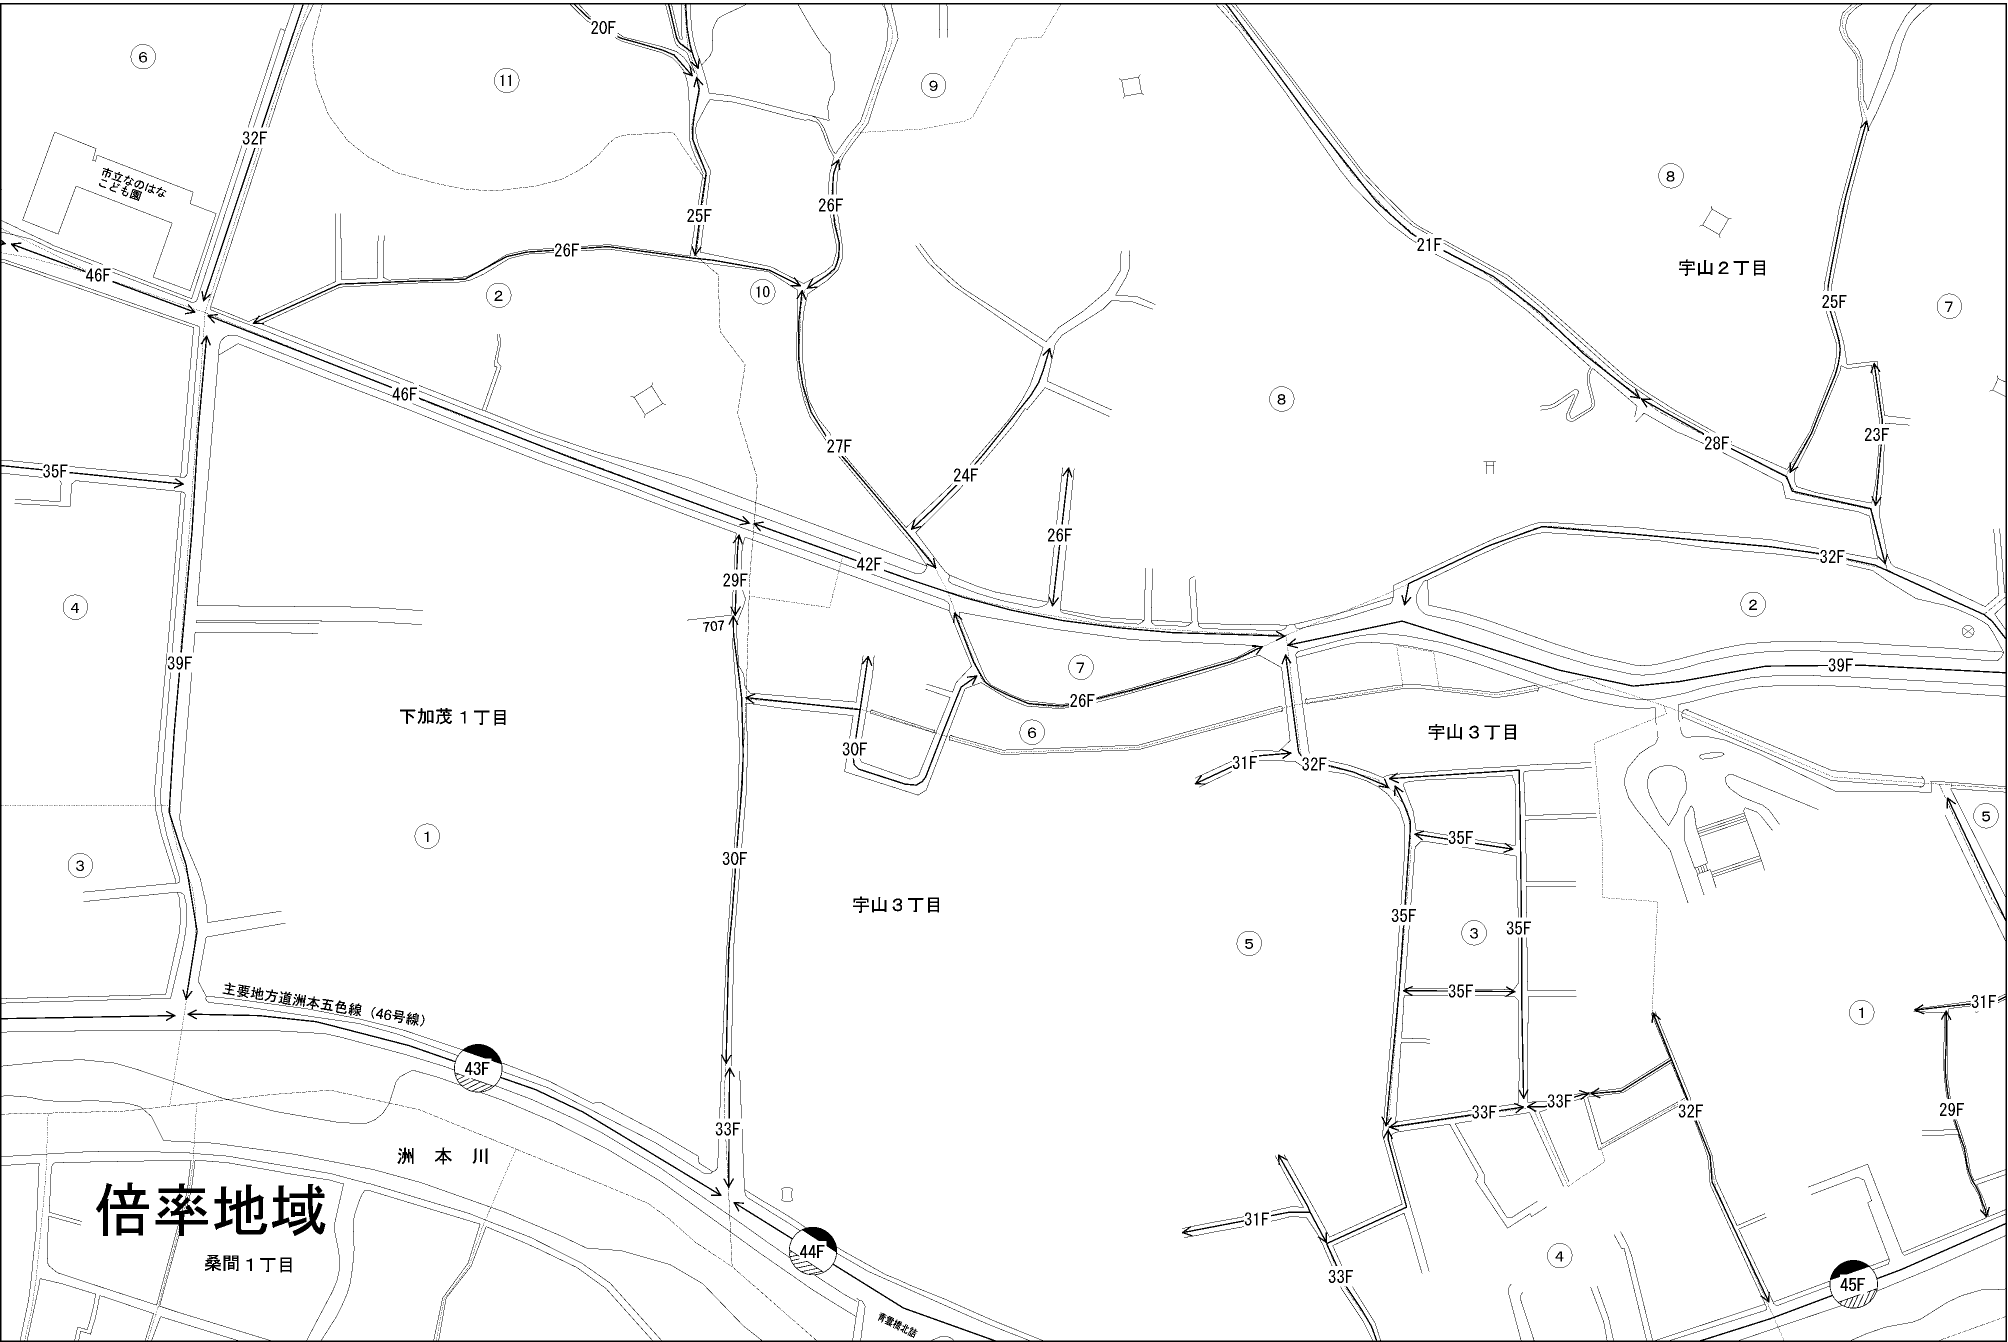 20F
⑥
⑪
⑨
32F
市立なのはな
こども園
⑧
25F
26F
26F
21F
宇山2丁目
46F
②
⑩
25F
⑦
46F
⑧
27F
23F
28F
35F
24F
26F
42F
32F
29F
④
②
707
39F
⑦
39F
26F
下加茂1丁目
⑥
宇山3丁目
30F
31F
32F
⑤
①
35F
③
30F
宇山3丁目
35F
35F
③
⑤
35F
主要地方道洲本五色線(46号線)
31F
①
43F
33F
33F
32F
29F
33F
洲本川
倍率地域
31F
44F
④
桑間1丁目
33F
45F
青雲橋北詰